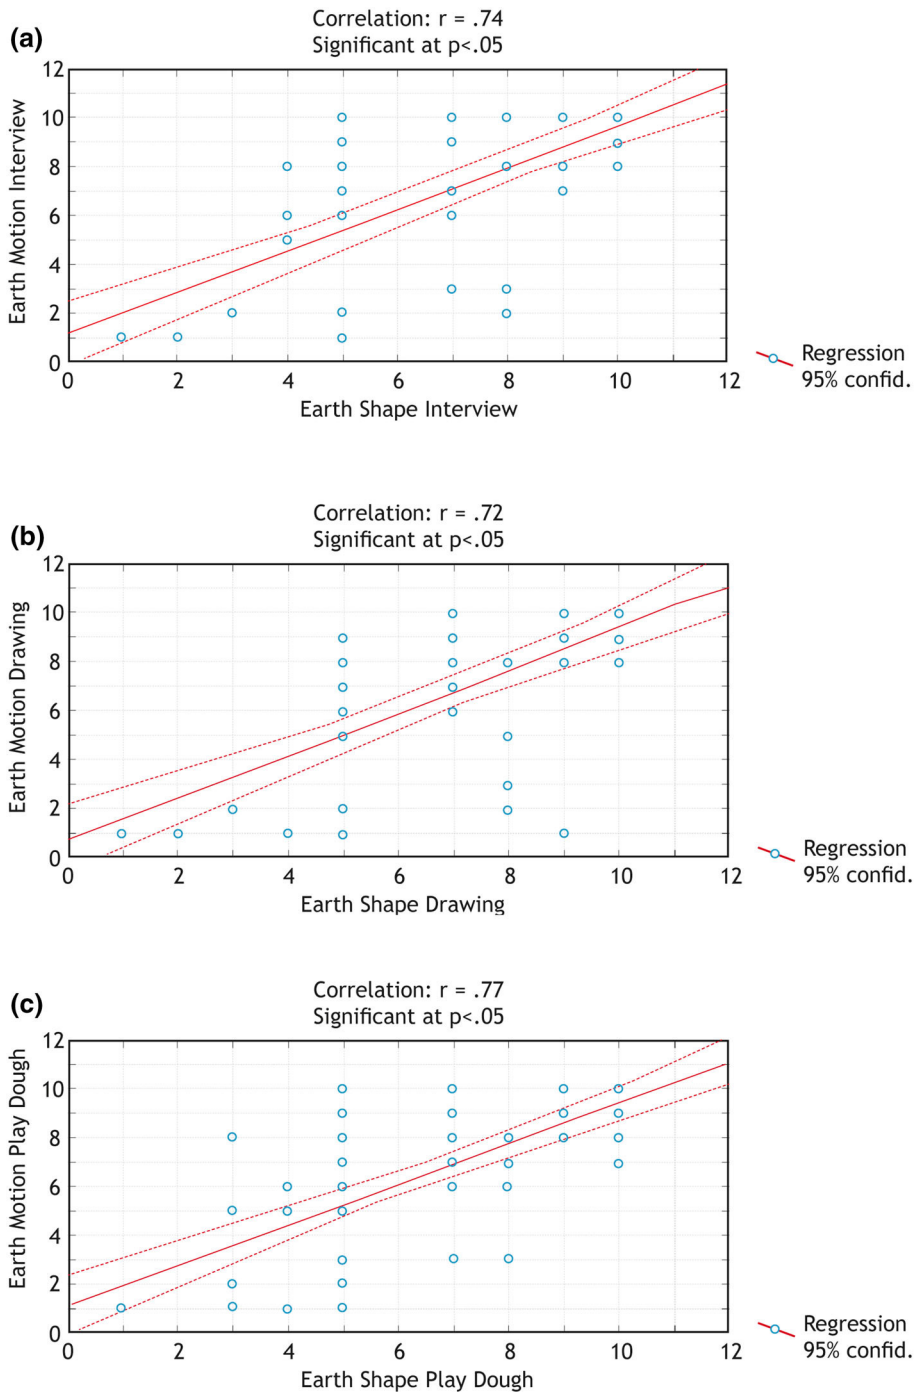 (a)
Correlation: r = .74
Significant at p<.05
Earth Motion Interview
12
10
8
6
4
2
0
0 2 4 6 8 10 12
Earth Shape Interview
Regression
95% confid.
(b)
Correlation: r = .72
Significant at p<.05
Earth Motion Drawing
12
10
8
6
4
2
0
0 2 4 6 8 10 12
Earth Shape Drawing
Regression
95% confid.
(c)
Correlation: r = .77
Significant at p<.05
Earth Motion Play Dough
12
10
8
6
4
2
0
0 2 4 6 8 10 12
Earth Shape Play Dough
Regression
95% confid.